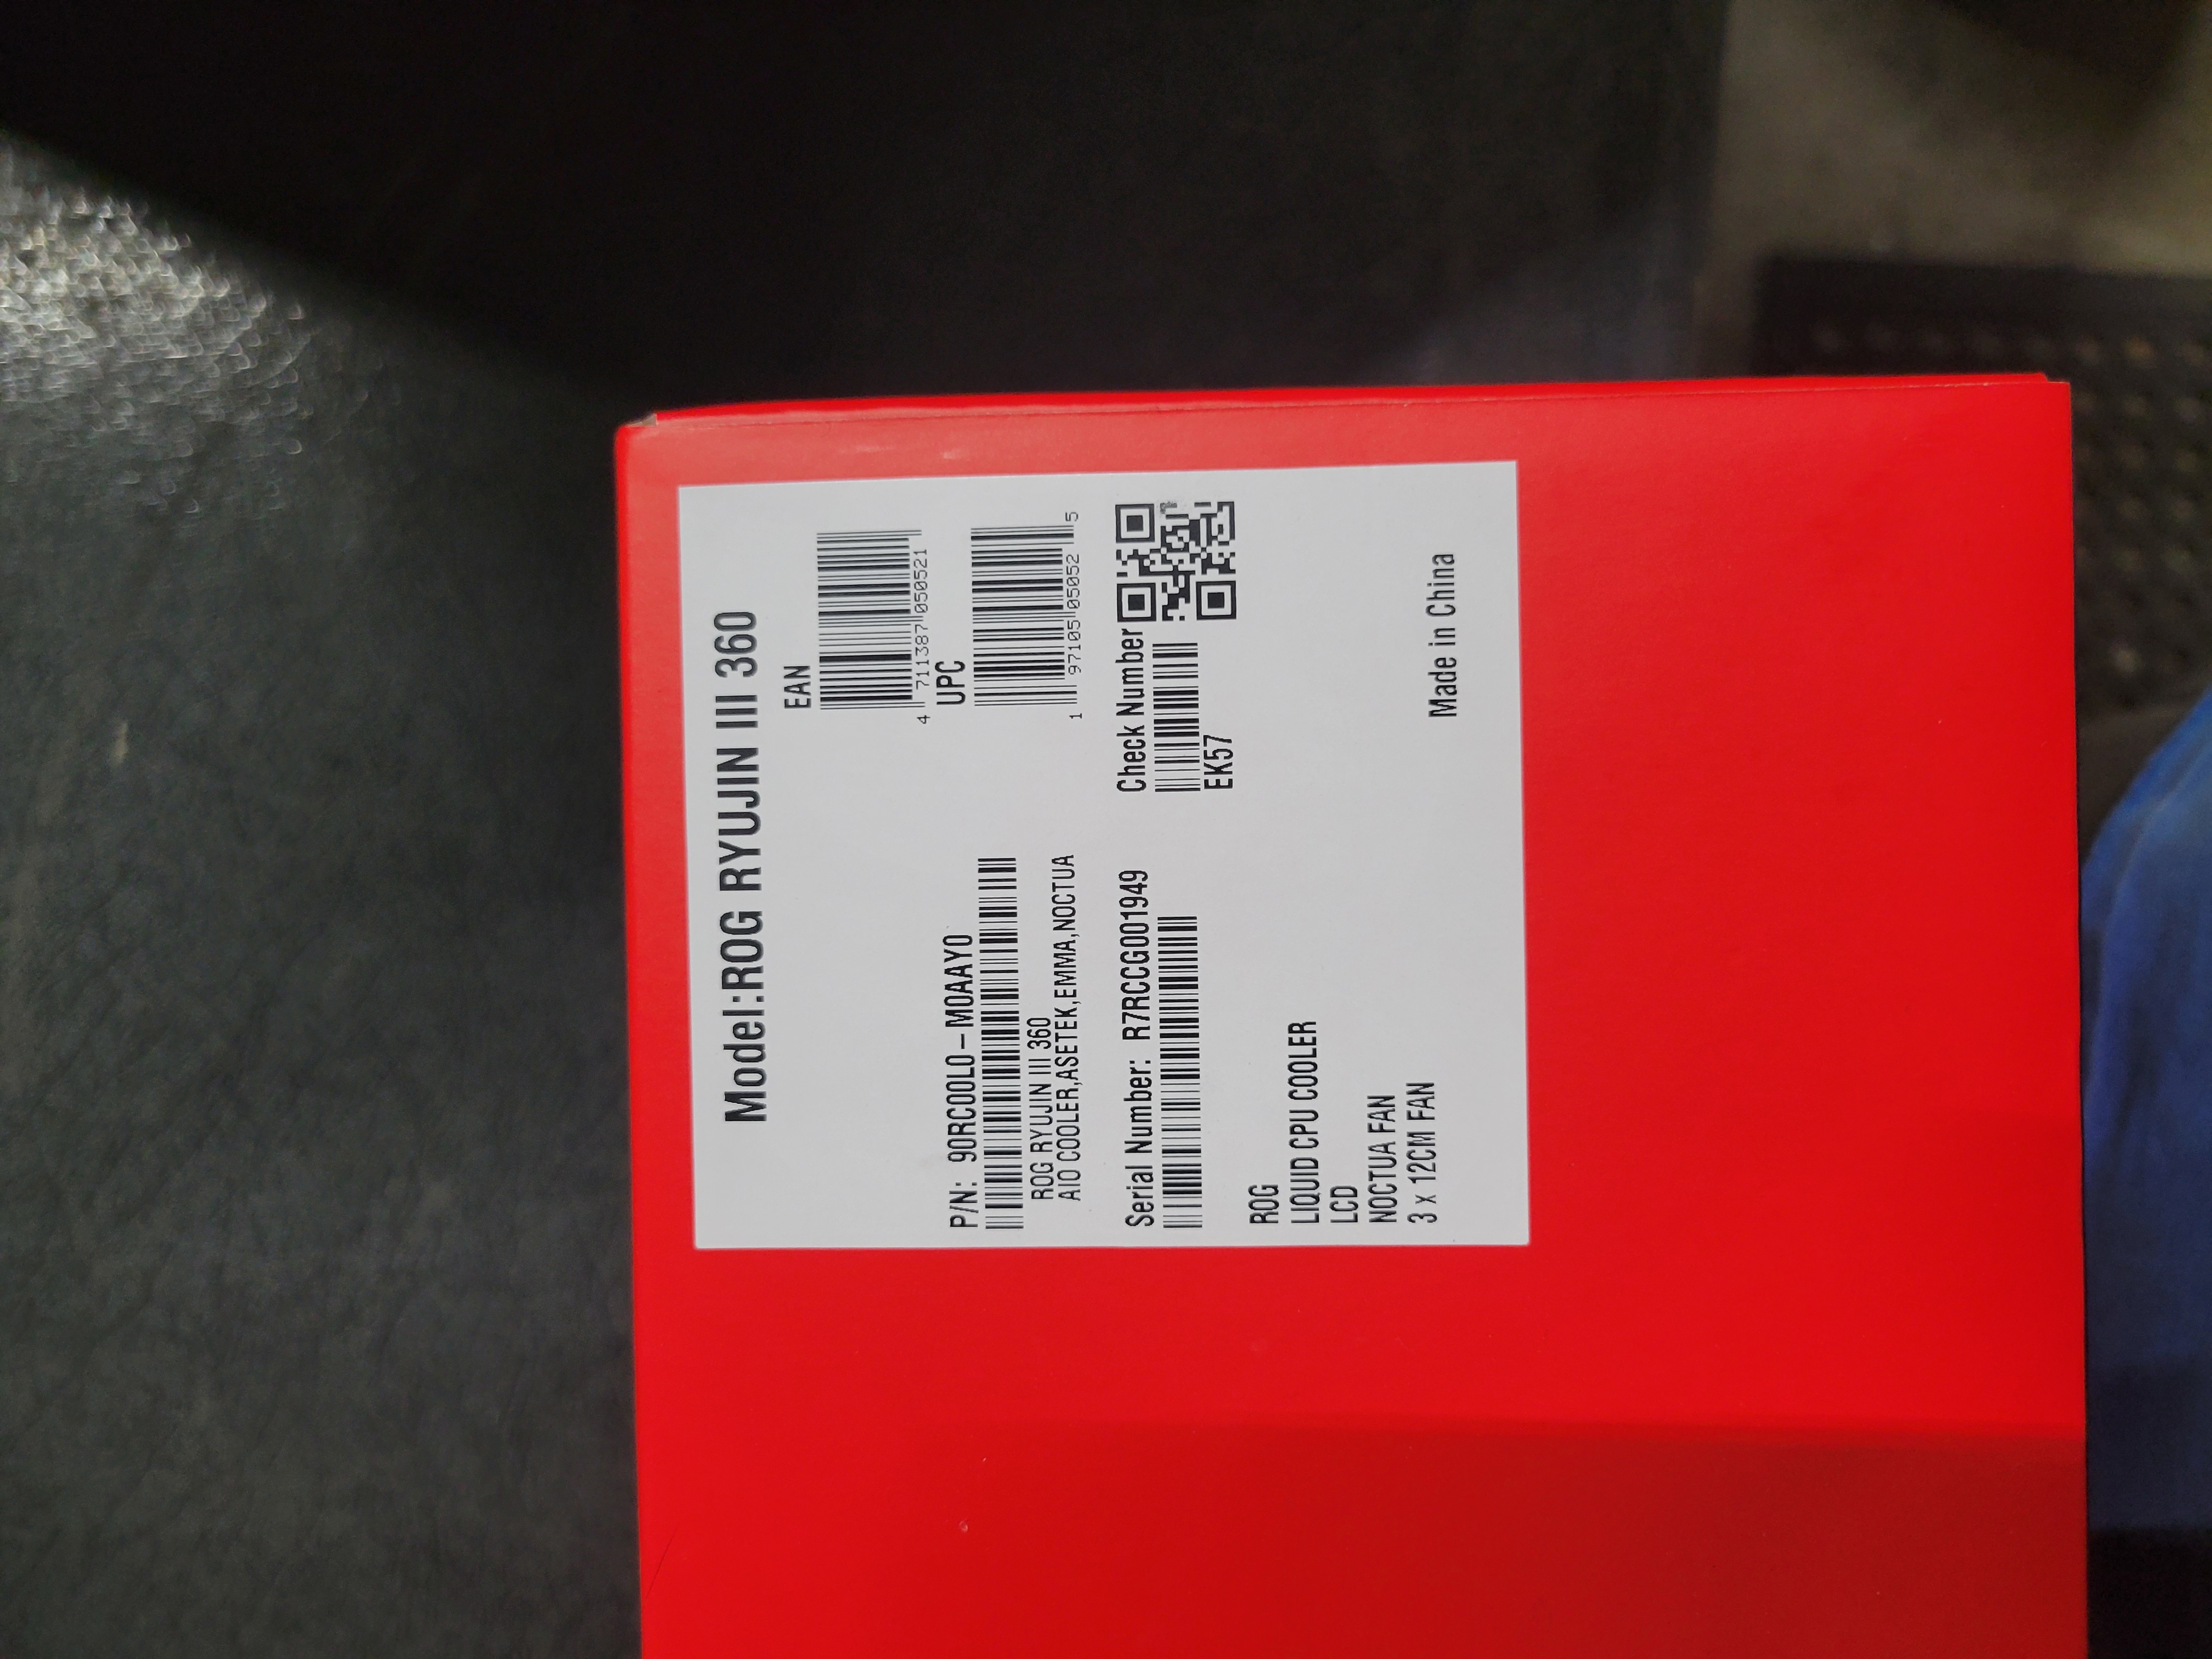 Model:ROG RYUJIN III 360
EAN
4 711387 050521
UPC
1 97105 05052 5
P/N: 90RC00L0-M0AAY0
ROG RYUJIN III 360
AIO COOLER,ASETEK,EMMA,NOCTUA
Serial Number: R7RCCG001949
Check Number
EK57
ROG
LIQUID CPU COOLER
LCD
NOCTUA FAN
3 x 12CM FAN
Made in China